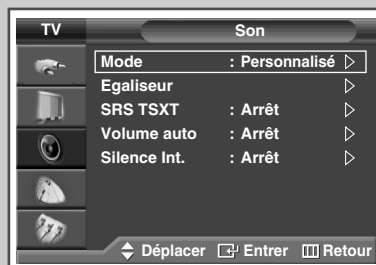 TV Son
Mode : Personnalisé
Egaliseur
SRS TSXT : Arrêt
Volume auto : Arrêt
Silence Int. : Arrêt
Déplacer Entrer Retour